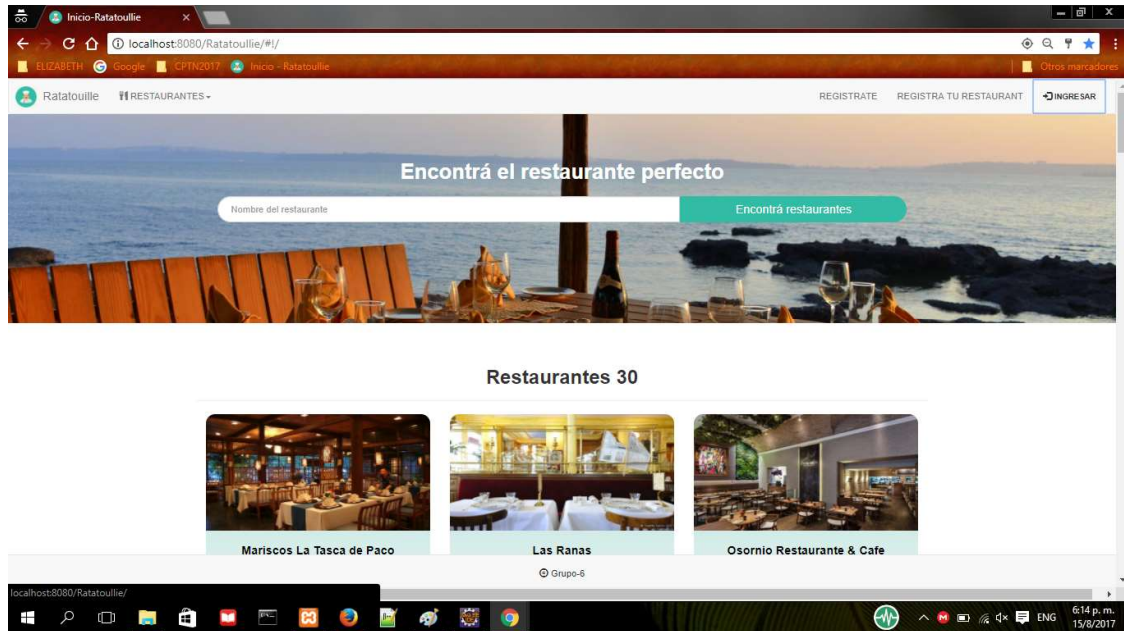 Inicio-Ratatoullie
localhost:8080/Ratatoullie/#!/
ELIZABETH Google CPTN2017 Inicio - Ratatoullie Otros marcadores
Ratatouille RESTAURANTES REGISTRATE REGISTRA TU RESTAURANT INGRESAR
Encontrá el restaurante perfecto
Nombre del restaurante Encontrá restaurantes
Restaurantes 30
Mariscos La Tasca de Paco Las Ranas Osornio Restaurante & Cafe
Grupo-6
localhost:8080/Ratatoullie/
ENG 6:14 p. m.
15/8/2017